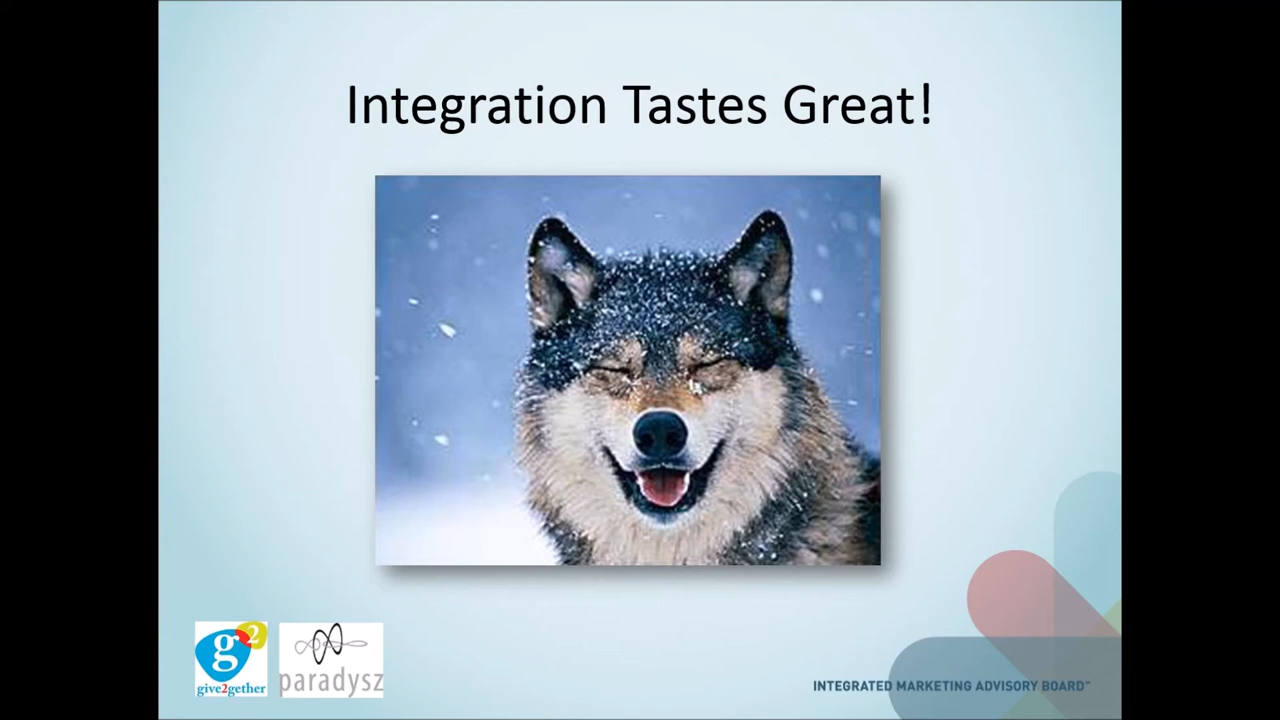 Integration Tastes Great!
g2
give2gether
paradysz
INTEGRATED MARKETING ADVISORY BOARD™